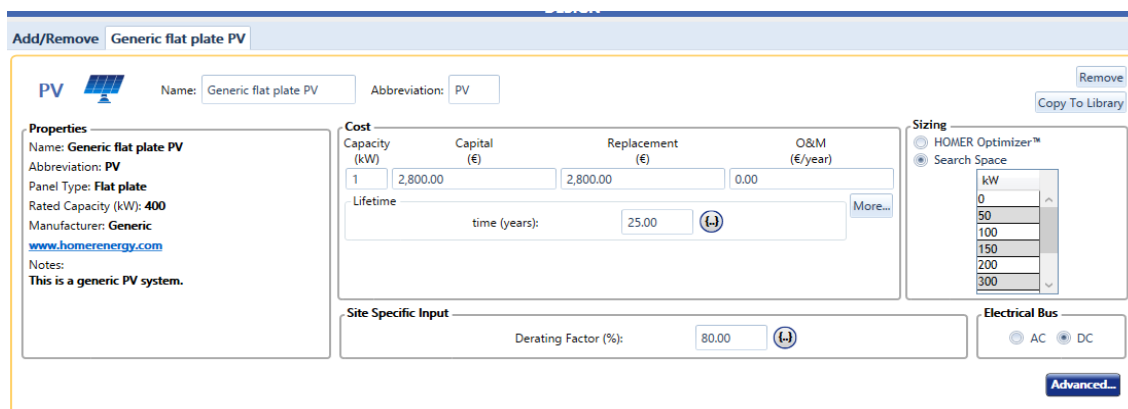 Add/Remove Generic flat plate PV
PV
Name: Generic flat plate PV
Abbreviation: PV
Remove
Copy To Library
Properties
Name: Generic flat plate PV
Abbreviation: PV
Panel Type: Flat plate
Rated Capacity (kW): 400
Manufacturer: Generic
www.homerenergy.com
Notes:
This is a generic PV system.
Cost
Capacity (kW) Capital (€) Replacement (€) O&M (€/year)
1 2,800.00 2,800.00 0.00
Lifetime
time (years): 25.00 {..}
More...
Sizing
HOMER Optimizer™
Search Space
kW
0
50
100
150
200
300
Site Specific Input
Derating Factor (%): 80.00 {..}
Electrical Bus
AC DC
Advanced...